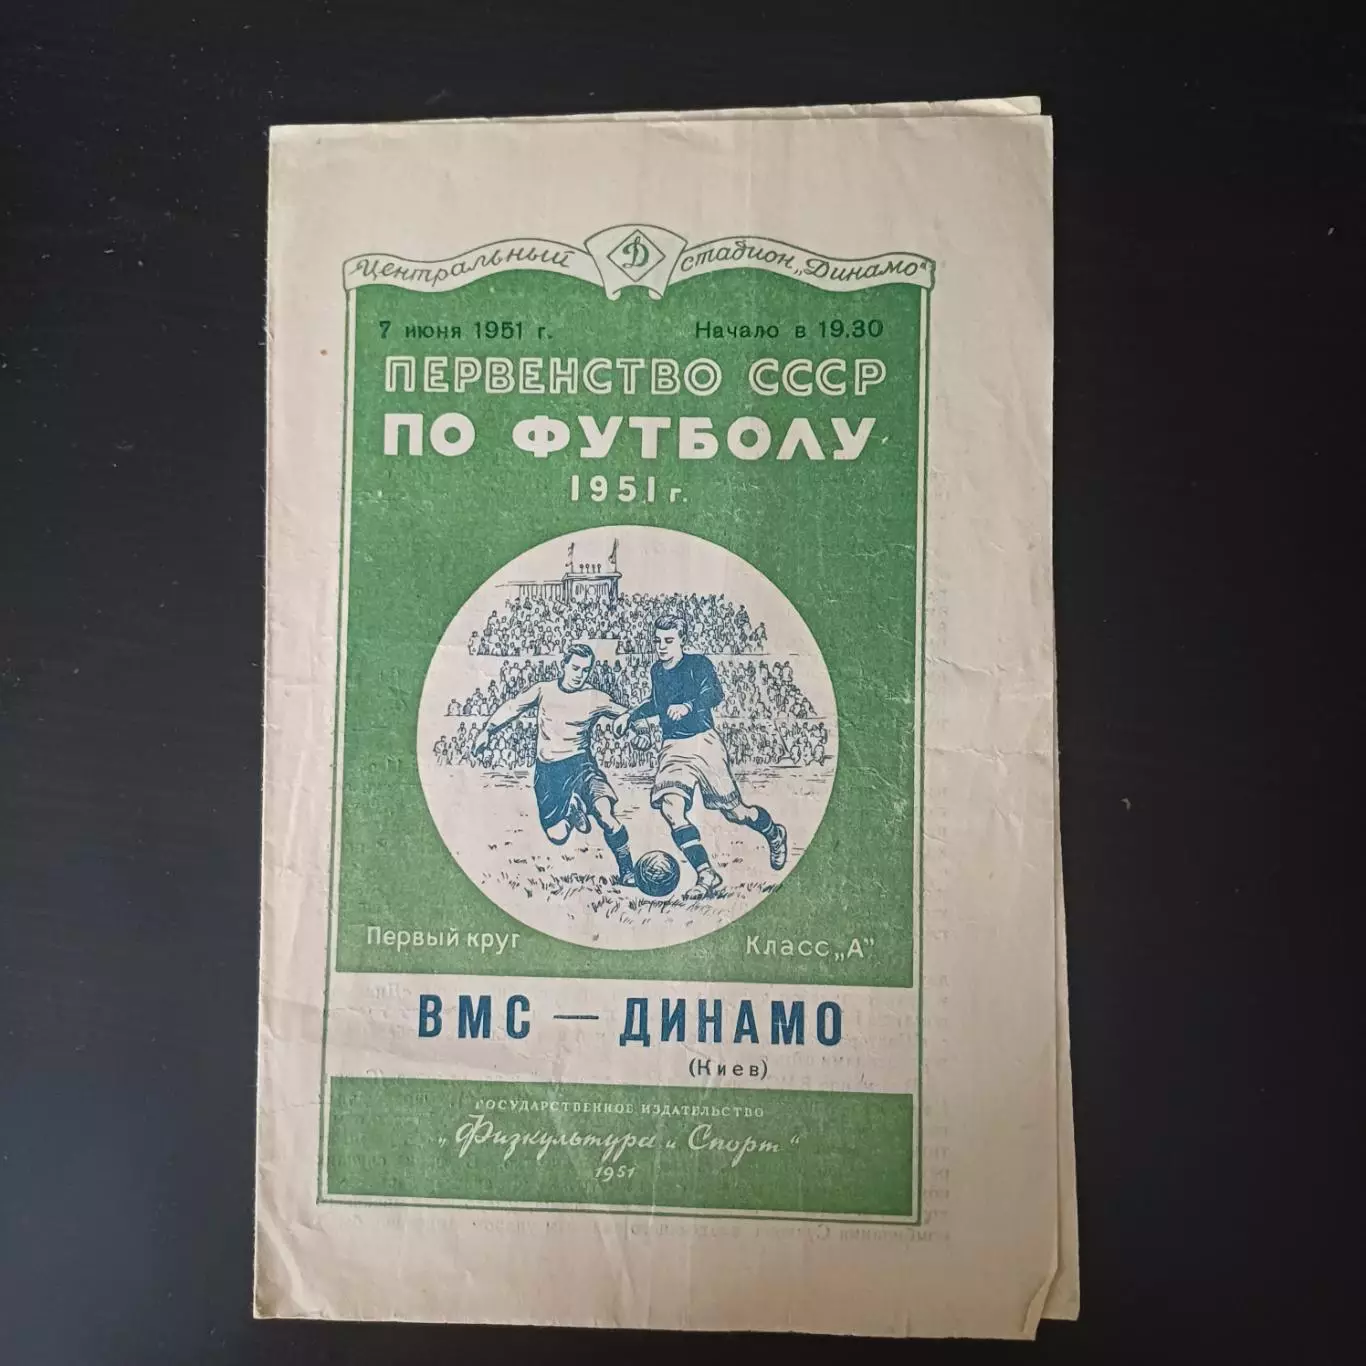 Центральный Д стадион „Динамо"
7 июня 1951 г. Начало в 19.30
ПЕРВЕНСТВО СССР
ПО ФУТБОЛУ
1951 г.
Первый круг Класс „А"
ВМС — ДИНАМО
(Киев)
ГОСУДАРСТВЕННОЕ ИЗДАТЕЛЬСТВО
„Физкультура и Спорт"
1951